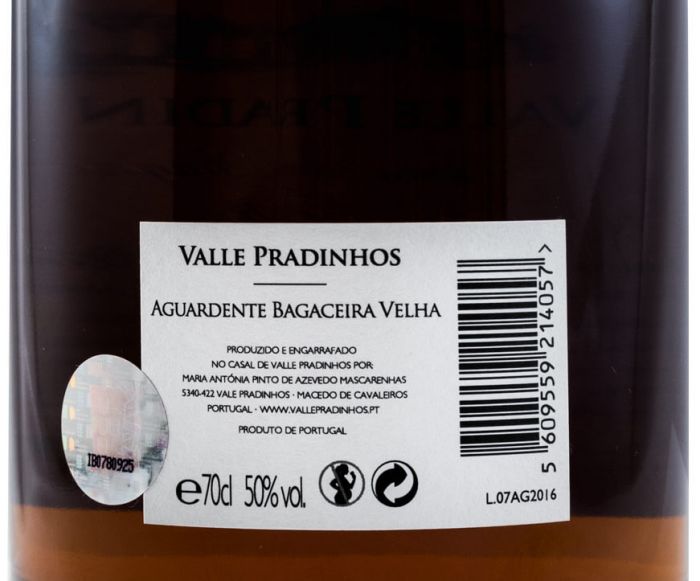 VALLE PRADIN
VALLE PRADINHOS
AGUARDENTE BAGACEIRA VELHA
PRODUZIDO E ENGARRAFADO
NO CASAL DE VALLE PRADINHOS POR:
MARIA ANTÓNIA PINTO DE AZEVEDO MASCARENHAS
5340-422 VALE PRADINHOS · MACEDO DE CAVALEIROS
PORTUGAL · WWW.VALLEPRADINHOS.PT
PRODUTO DE PORTUGAL
e70cl 50%vol.
5 609559 214057 >
L.07AG2016
IB0780925